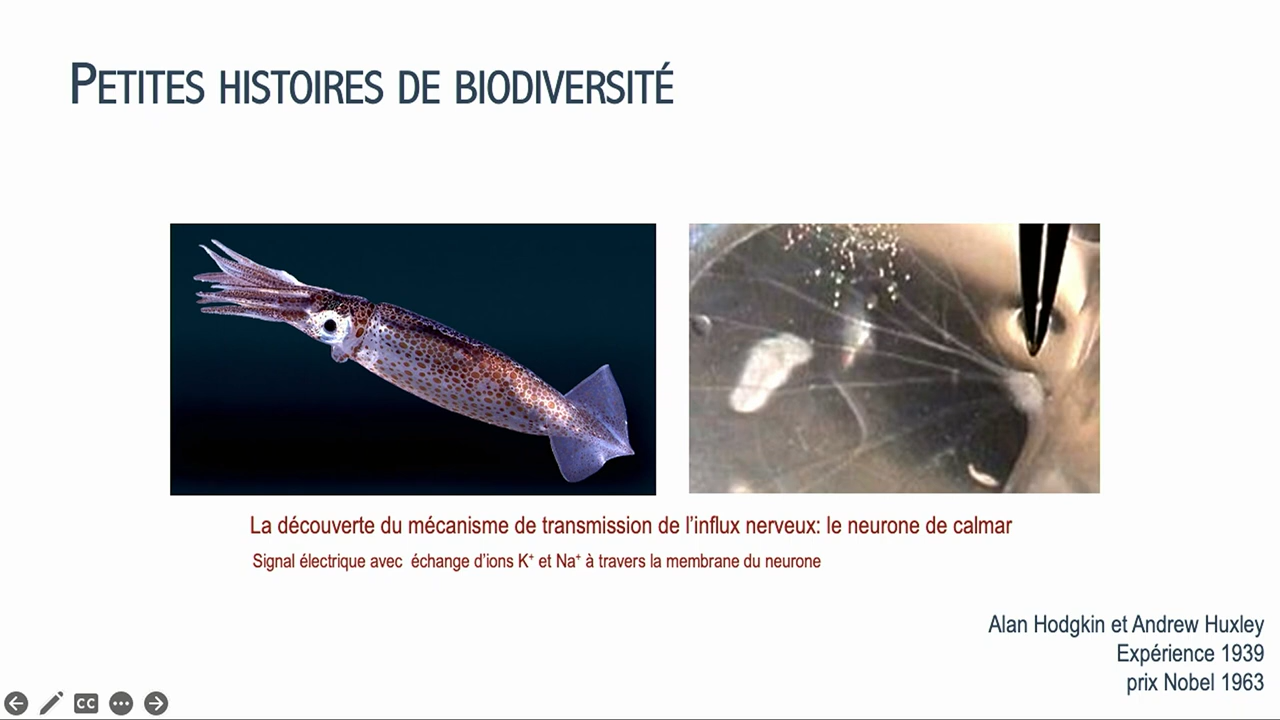 PETITES HISTOIRES DE BIODIVERSITÉ
La découverte du mécanisme de transmission de l'influx nerveux: le neurone de calmar
Signal électrique avec échange d'ions K⁺ et Na⁺ à travers la membrane du neurone
Alan Hodgkin et Andrew Huxley
Expérience 1939
prix Nobel 1963
CC